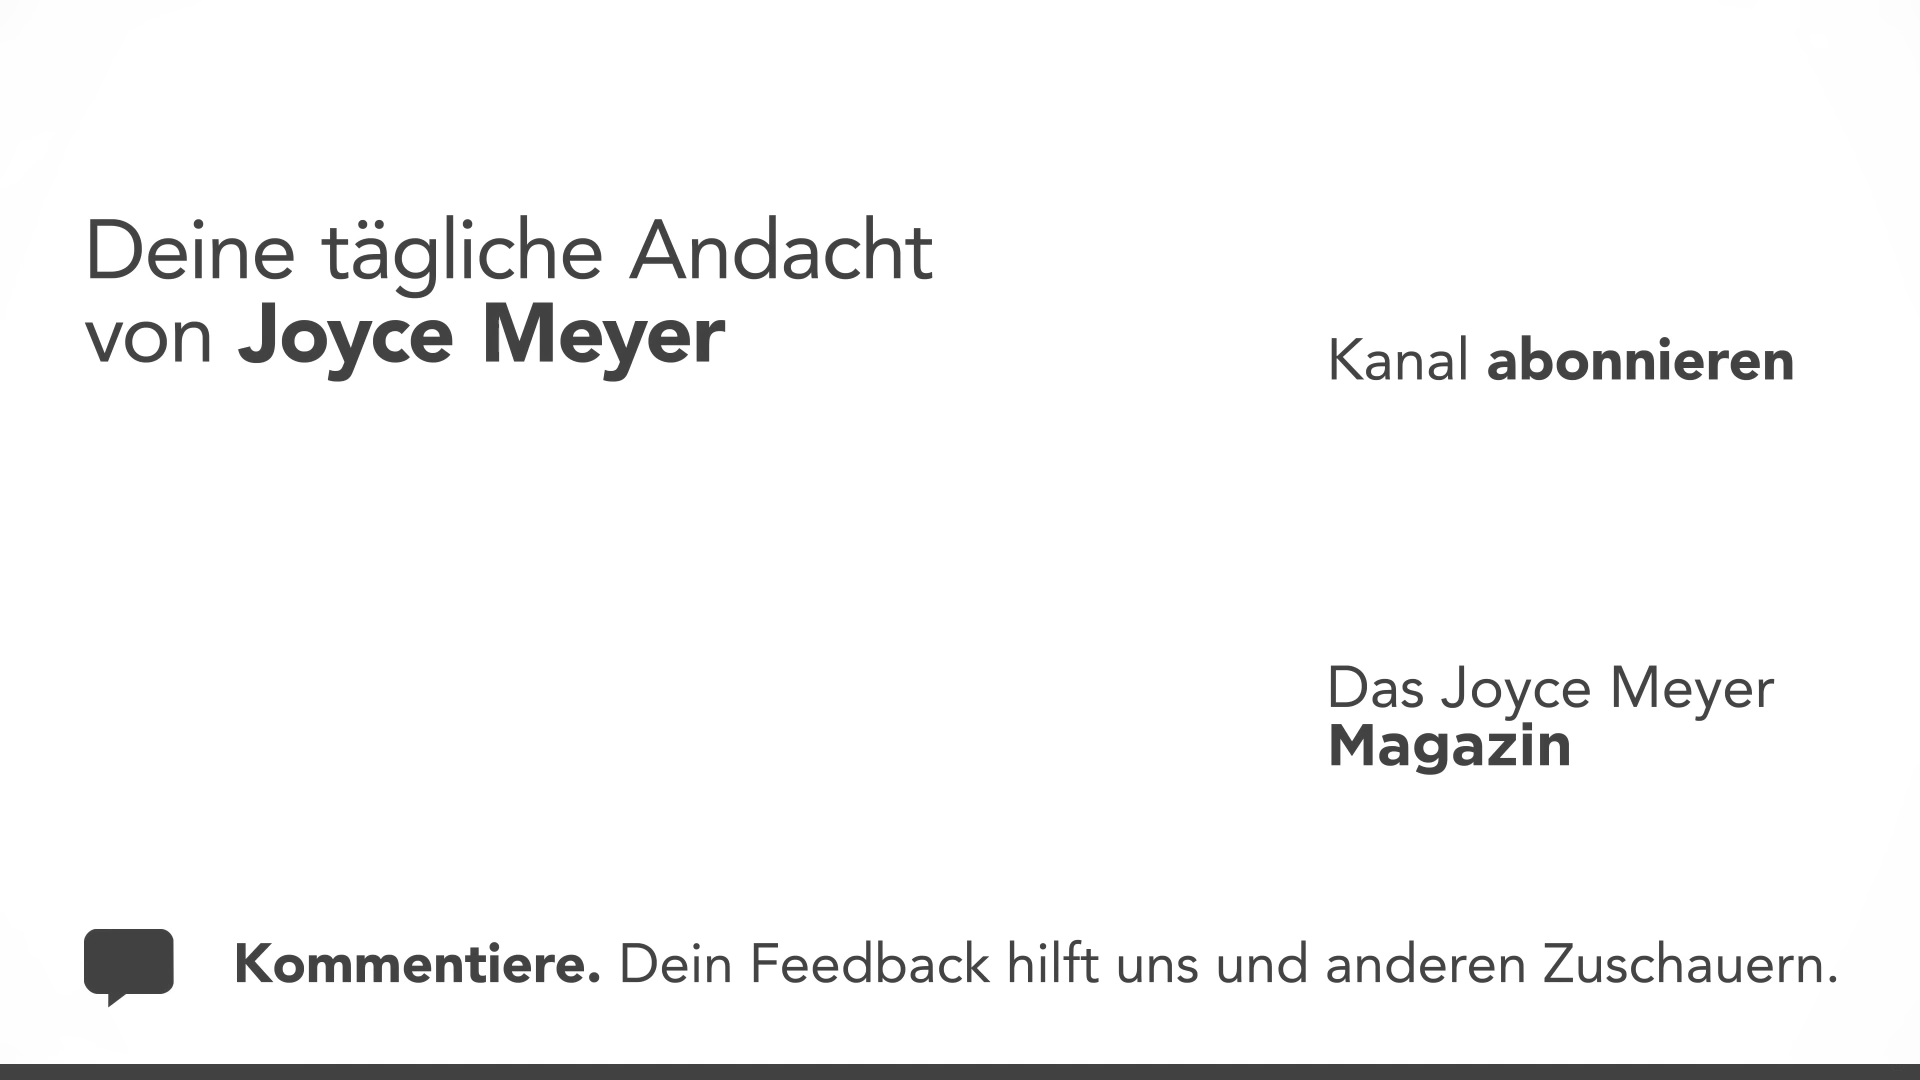 Deine tägliche Andacht
von Joyce Meyer
Kanal abonnieren
Das Joyce Meyer
Magazin
Kommentiere. Dein Feedback hilft uns und anderen Zuschauern.